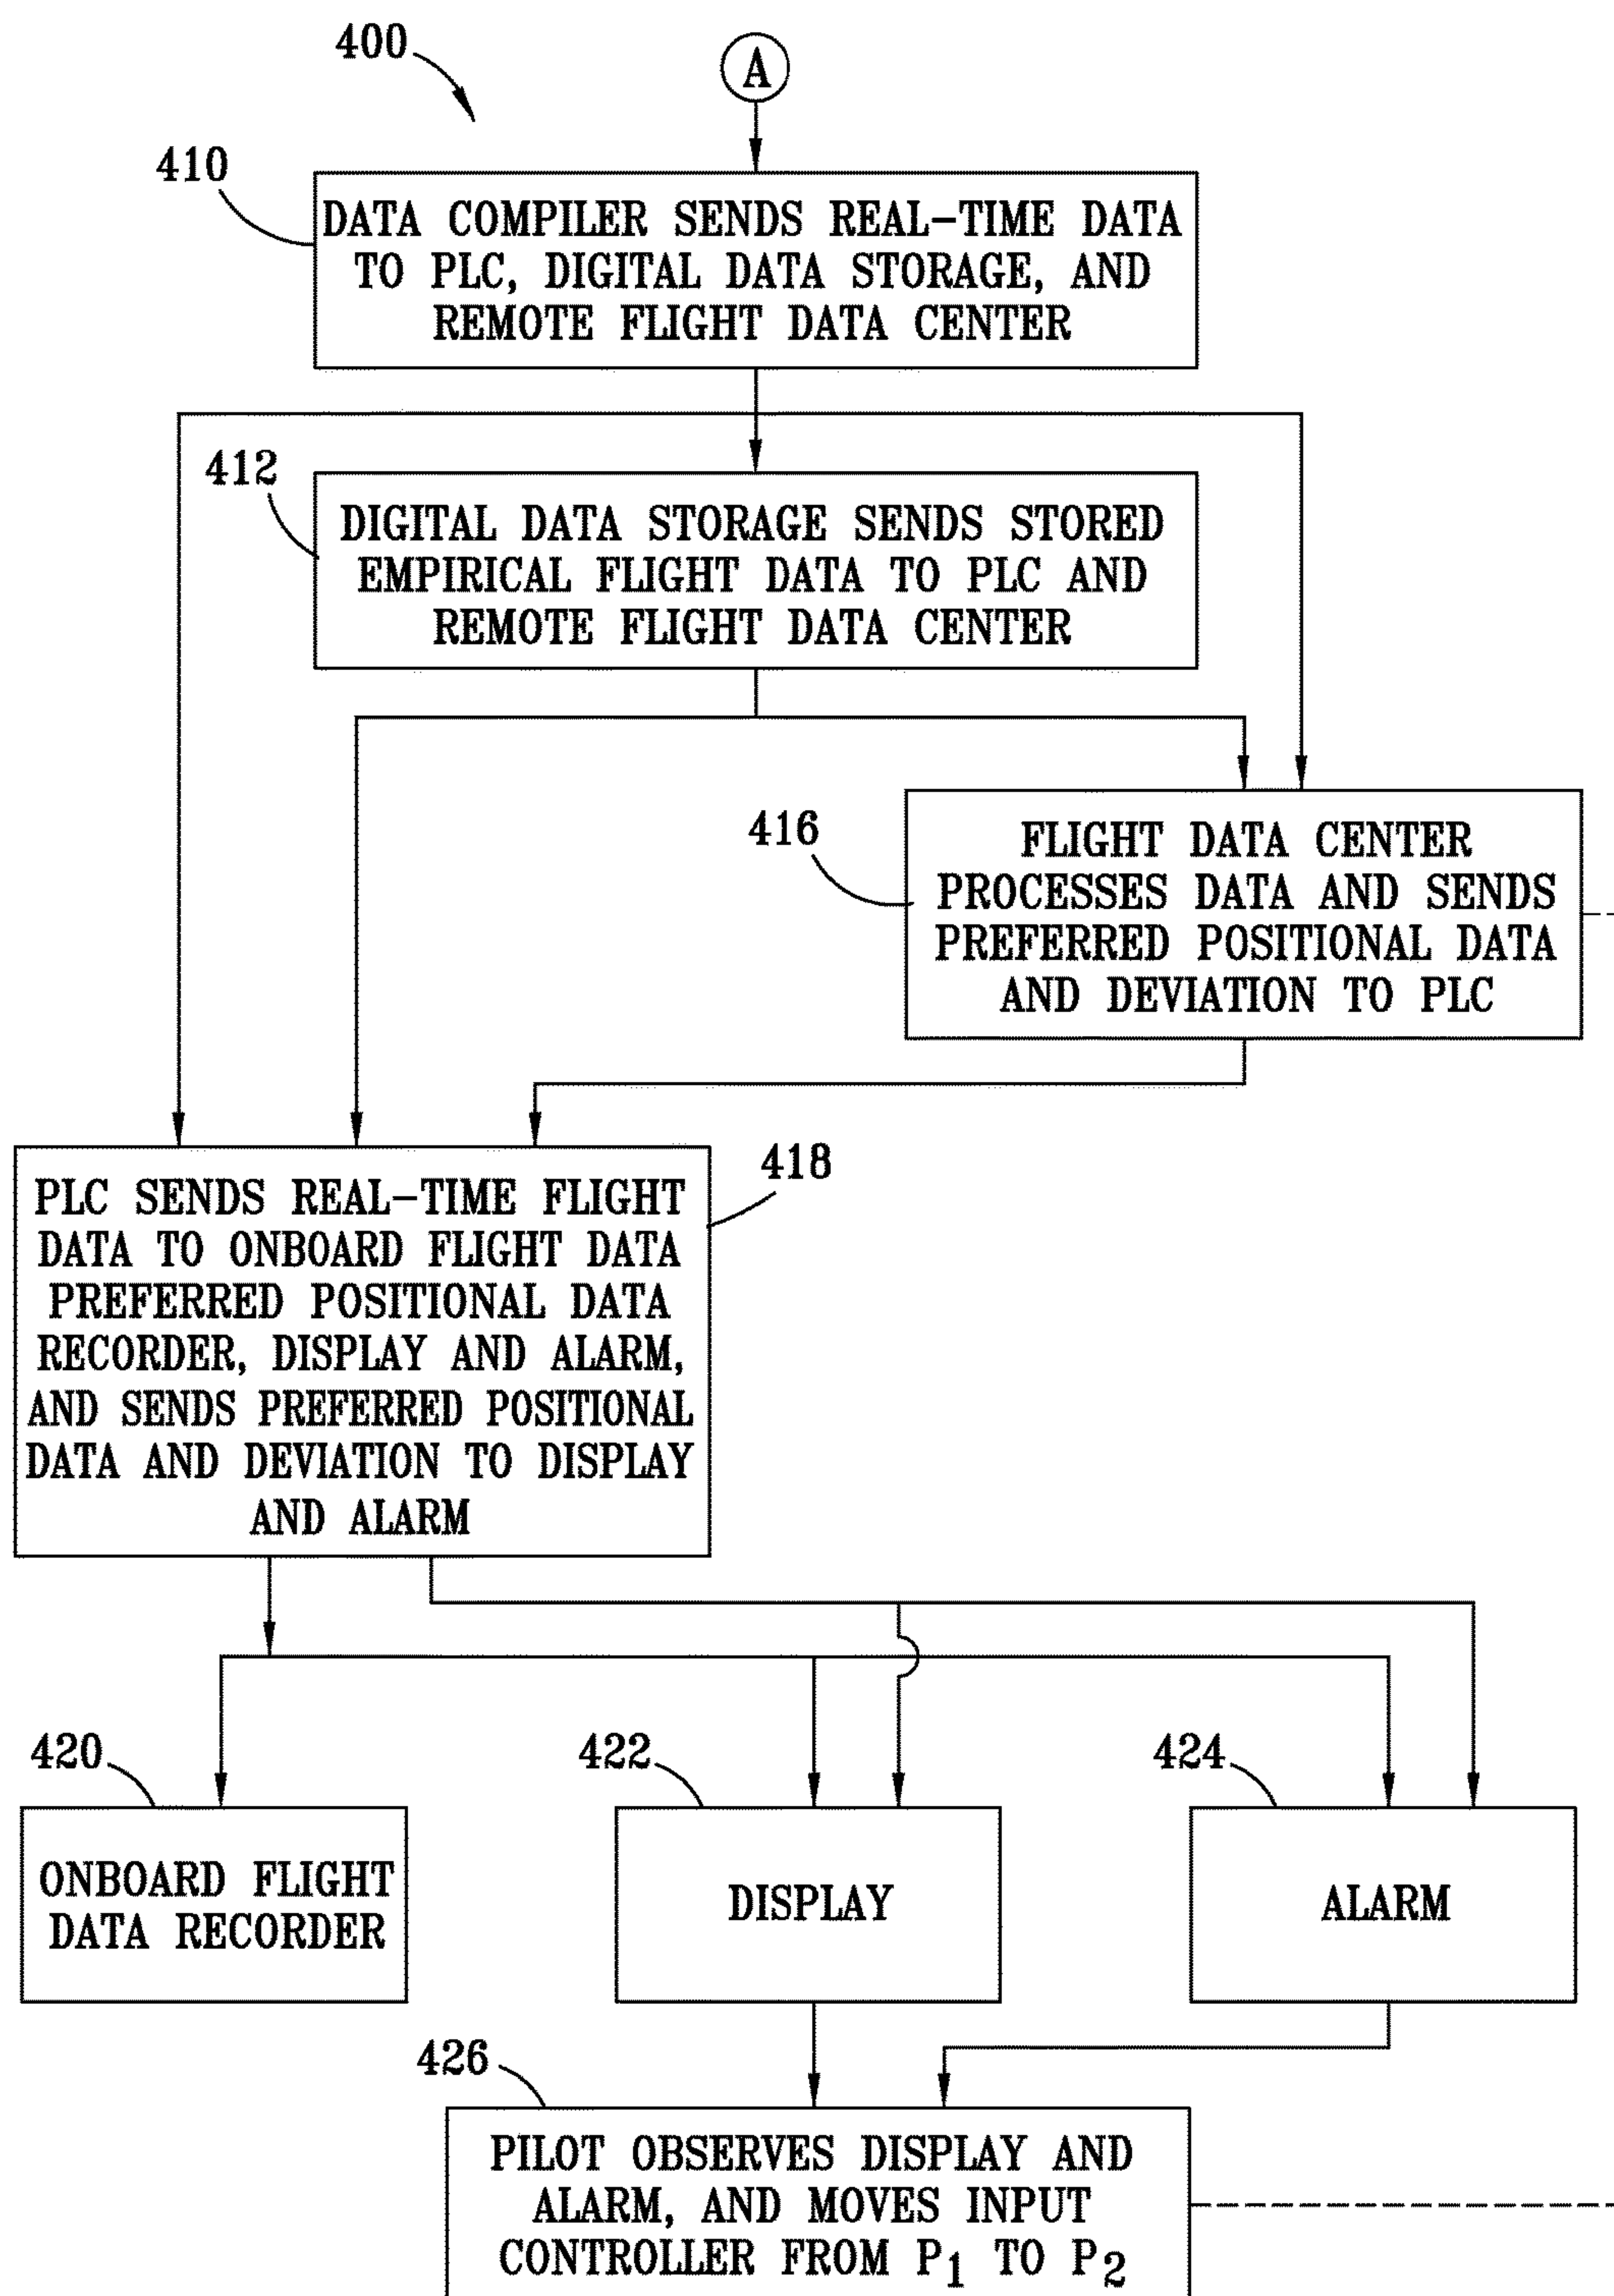 400
A
410
DATA COMPILER SENDS REAL-TIME DATA
TO PLC, DIGITAL DATA STORAGE, AND
REMOTE FLIGHT DATA CENTER
412
DIGITAL DATA STORAGE SENDS STORED
EMPIRICAL FLIGHT DATA TO PLC AND
REMOTE FLIGHT DATA CENTER
416
FLIGHT DATA CENTER
PROCESSES DATA AND SENDS
PREFERRED POSITIONAL DATA
AND DEVIATION TO PLC
418
PLC SENDS REAL-TIME FLIGHT
DATA TO ONBOARD FLIGHT DATA
PREFERRED POSITIONAL DATA
RECORDER, DISPLAY AND ALARM,
AND SENDS PREFERRED POSITIONAL
DATA AND DEVIATION TO DISPLAY
AND ALARM
420
ONBOARD FLIGHT
DATA RECORDER
422
DISPLAY
424
ALARM
426
PILOT OBSERVES DISPLAY AND
ALARM, AND MOVES INPUT
CONTROLLER FROM P1 TO P2